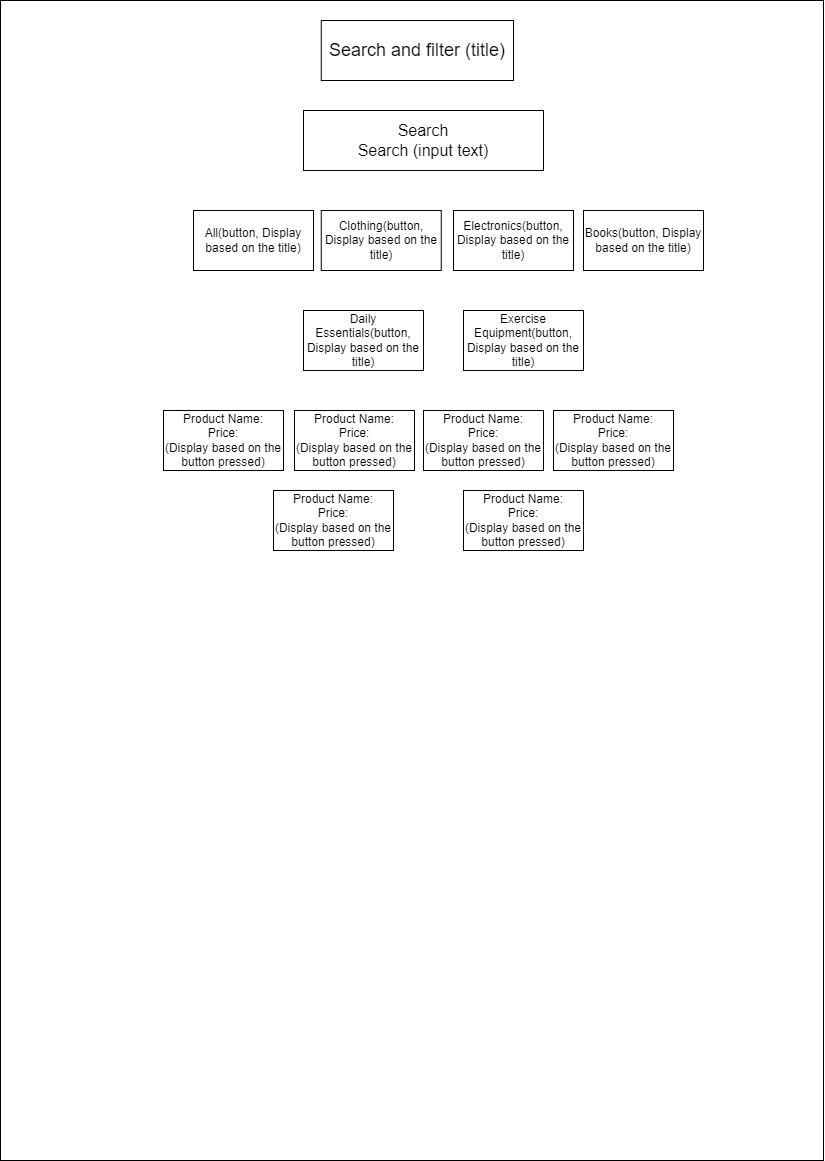 Search and filter (title)
Search
Search (input text)
All(button, Display
based on the title)
Clothing(button,
Display based on the
title)
Electronics(button,
Display based on the
title)
Books(button, Display
based on the title)
Daily
Essentials(button,
Display based on the
title)
Exercise
Equipment(button,
Display based on the
title)
Product Name:
Price:
(Display based on the
button pressed)
Product Name:
Price:
(Display based on the
button pressed)
Product Name:
Price:
(Display based on the
button pressed)
Product Name:
Price:
(Display based on the
button pressed)
Product Name:
Price:
(Display based on the
button pressed)
Product Name:
Price:
(Display based on the
button pressed)